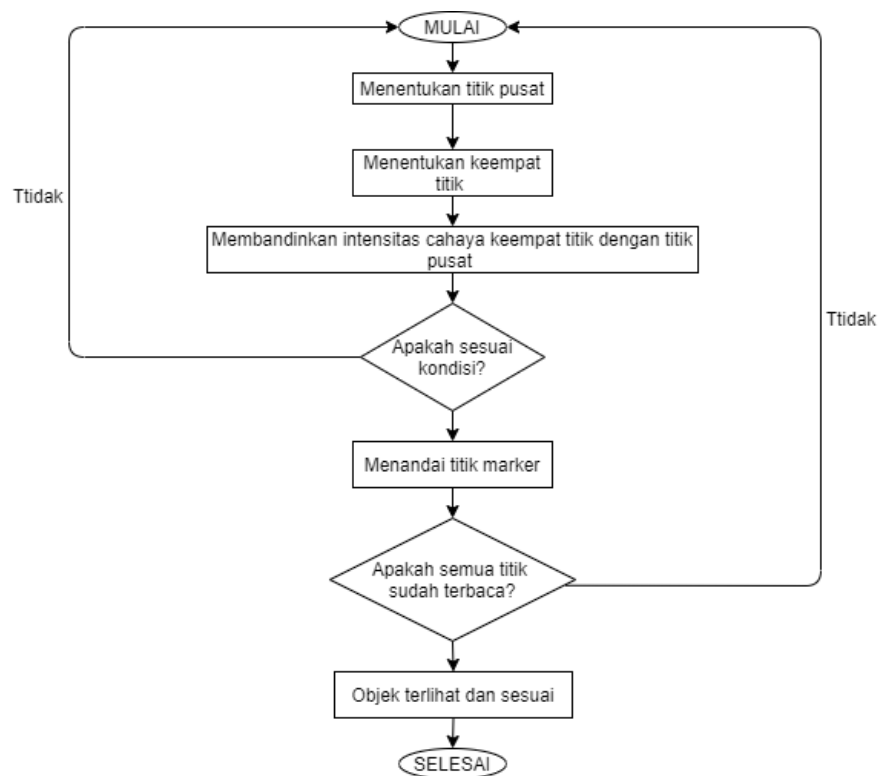 MULAI
Menentukan titik pusat
Menentukan keempat
titik
Ttidak
Membandinkan intensitas cahaya keempat titik dengan titik
pusat
Ttidak
Apakah sesuai
kondisi?
Menandai titik marker
Apakah semua titik
sudah terbaca?
Objek terlihat dan sesuai
SELESAI